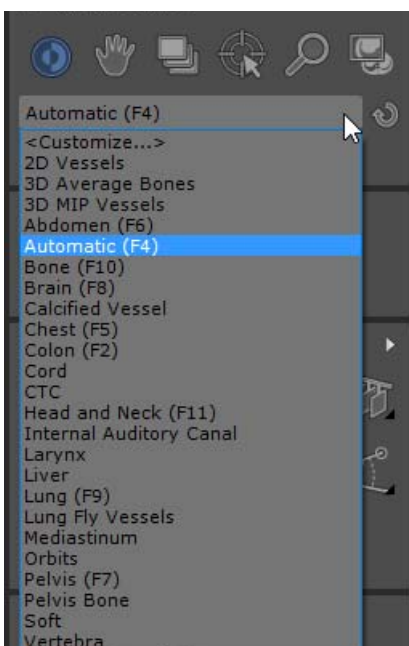 Automatic (F4)
<Customize...>
2D Vessels
3D Average Bones
3D MIP Vessels
Abdomen (F6)
Automatic (F4)
Bone (F10)
Brain (F8)
Calcified Vessel
Chest (F5)
Colon (F2)
Cord
CTC
Head and Neck (F11)
Internal Auditory Canal
Larynx
Liver
Lung (F9)
Lung Fly Vessels
Mediastinum
Orbits
Pelvis (F7)
Pelvis Bone
Soft
Vertebra